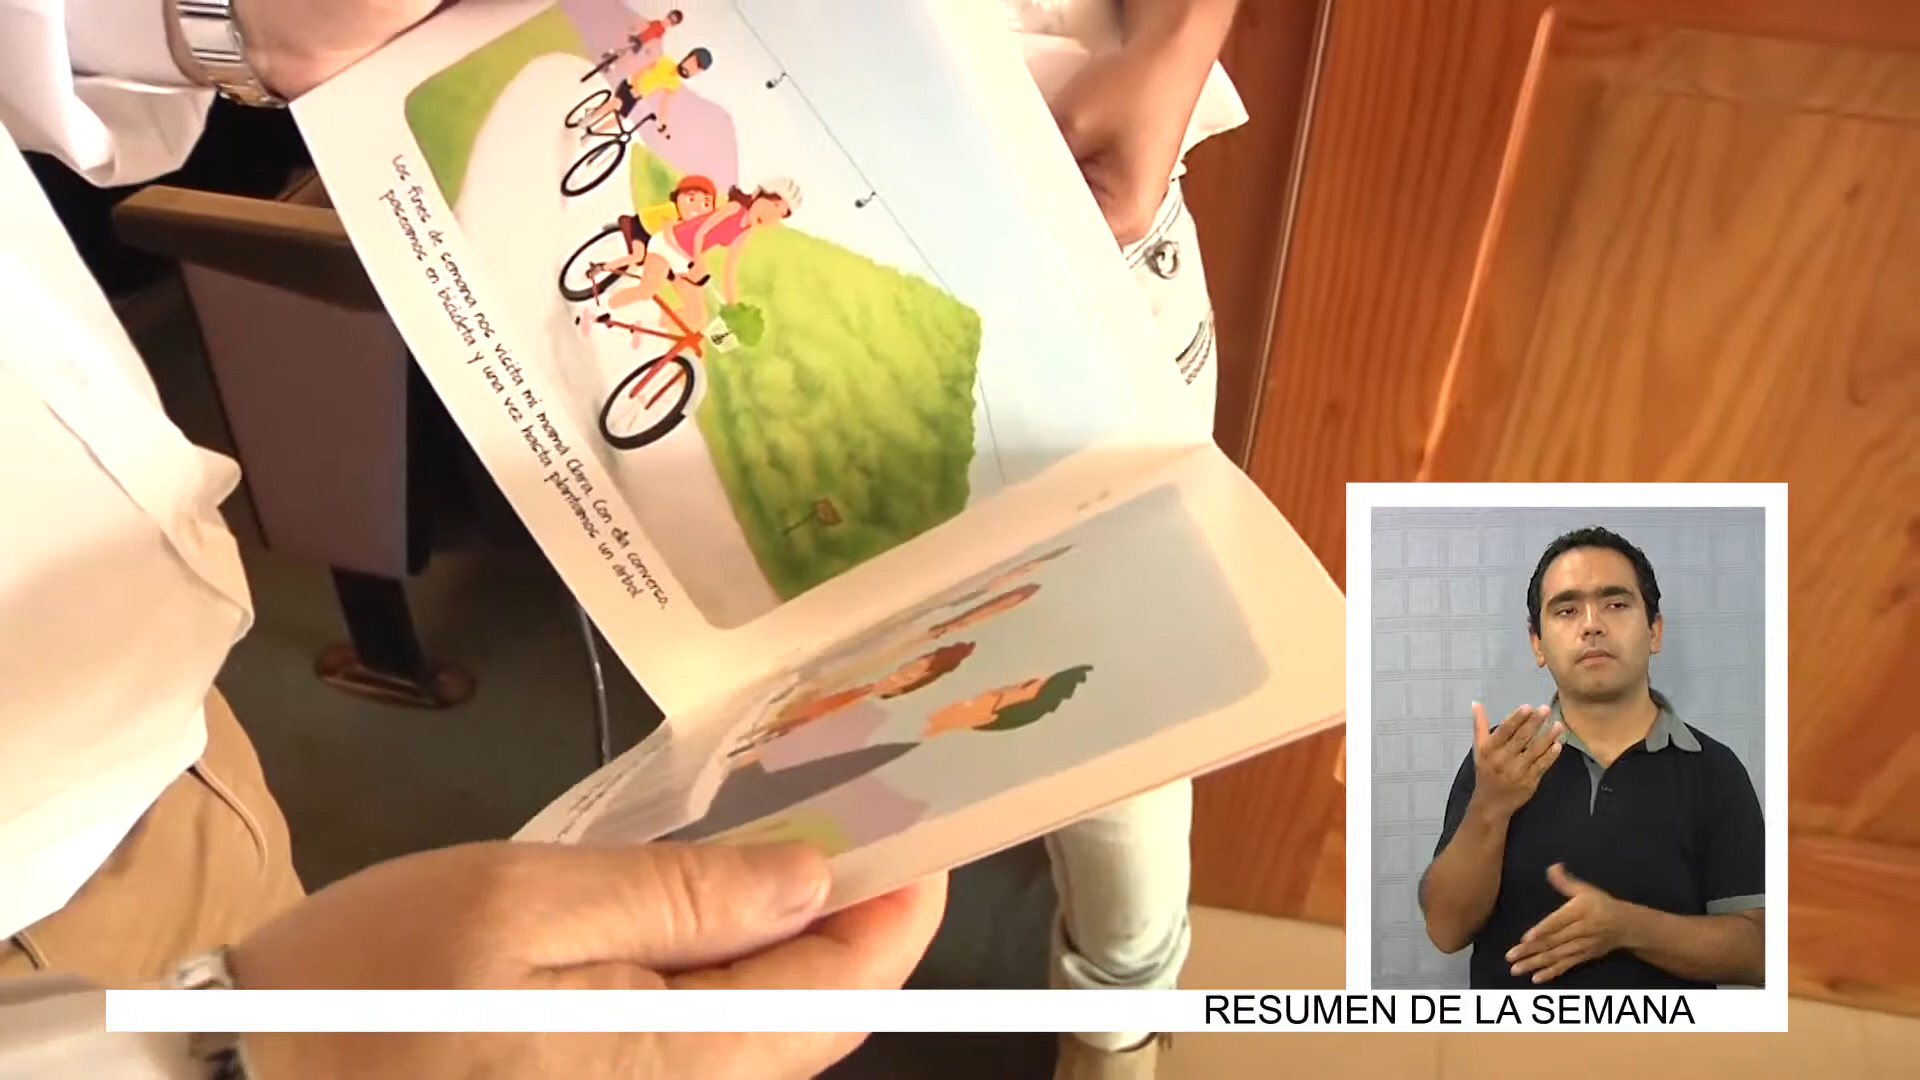 Los fines de semana nos visita mi mamá Clara. Con ella converso,
paseamos en bicicleta y una vez hasta plantamos un árbol
RESUMEN DE LA SEMANA